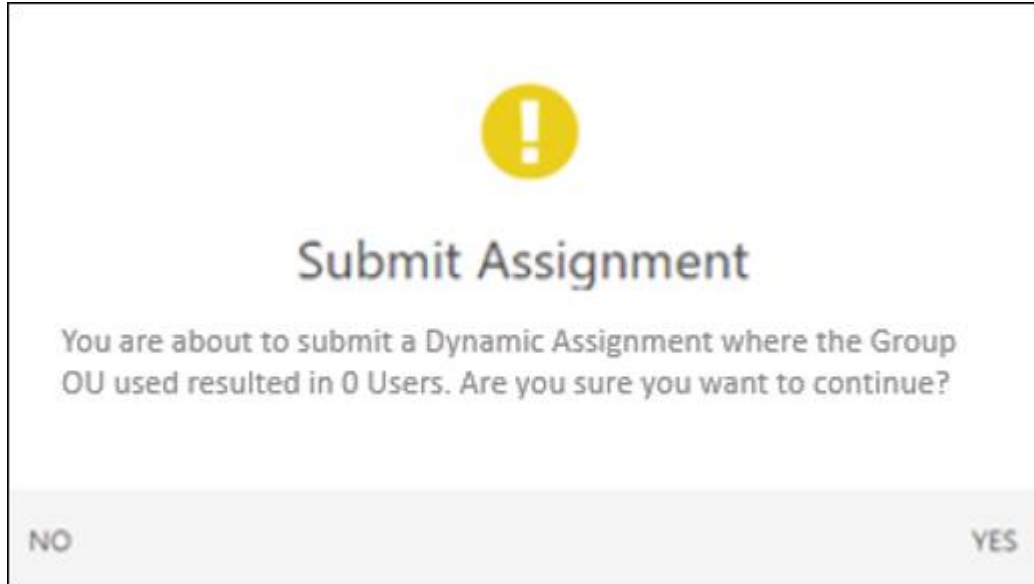 Submit Assignment
You are about to submit a Dynamic Assignment where the Group
OU used resulted in 0 Users. Are you sure you want to continue?
NO
YES